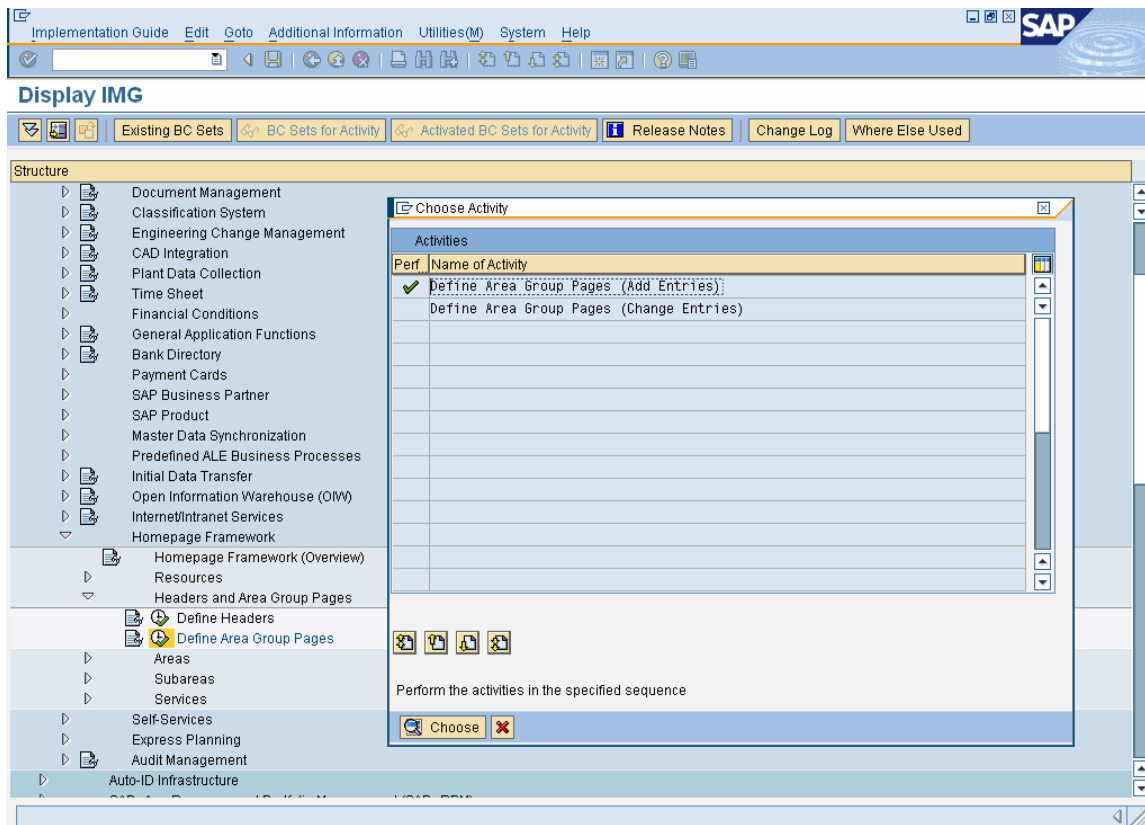 Implementation Guide Edit Goto Additional Information Utilities(M) System Help
SAP
Display IMG
Existing BC Sets BC Sets for Activity Activated BC Sets for Activity Release Notes Change Log Where Else Used
Structure
Document Management
Classification System
Engineering Change Management
CAD Integration
Plant Data Collection
Time Sheet
Financial Conditions
General Application Functions
Bank Directory
Payment Cards
SAP Business Partner
SAP Product
Master Data Synchronization
Predefined ALE Business Processes
Initial Data Transfer
Open Information Warehouse (OIW)
Internet/Intranet Services
Homepage Framework
Homepage Framework (Overview)
Resources
Headers and Area Group Pages
Define Headers
Define Area Group Pages
Areas
Subareas
Services
Self-Services
Express Planning
Audit Management
Auto-ID Infrastructure
Choose Activity
Activities
Perf... Name of Activity
Define Area Group Pages (Add Entries)
Define Area Group Pages (Change Entries)
Perform the activities in the specified sequence
Choose